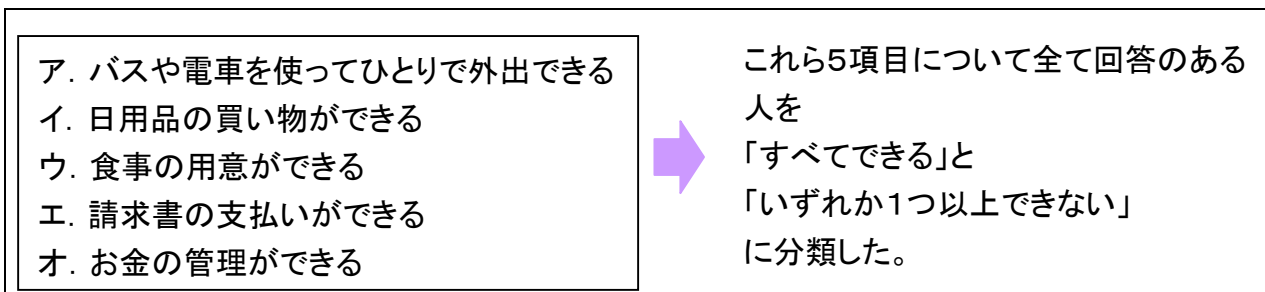 ア. バスや電車を使ってひとりで外出できる
イ. 日用品の買い物ができる
ウ. 食事の用意ができる
エ. 請求書の支払いができる
オ. お金の管理ができる
これら5項目について全て回答のある
人を
「すべてできる」と
「いずれか1つ以上できない」
に分類した。